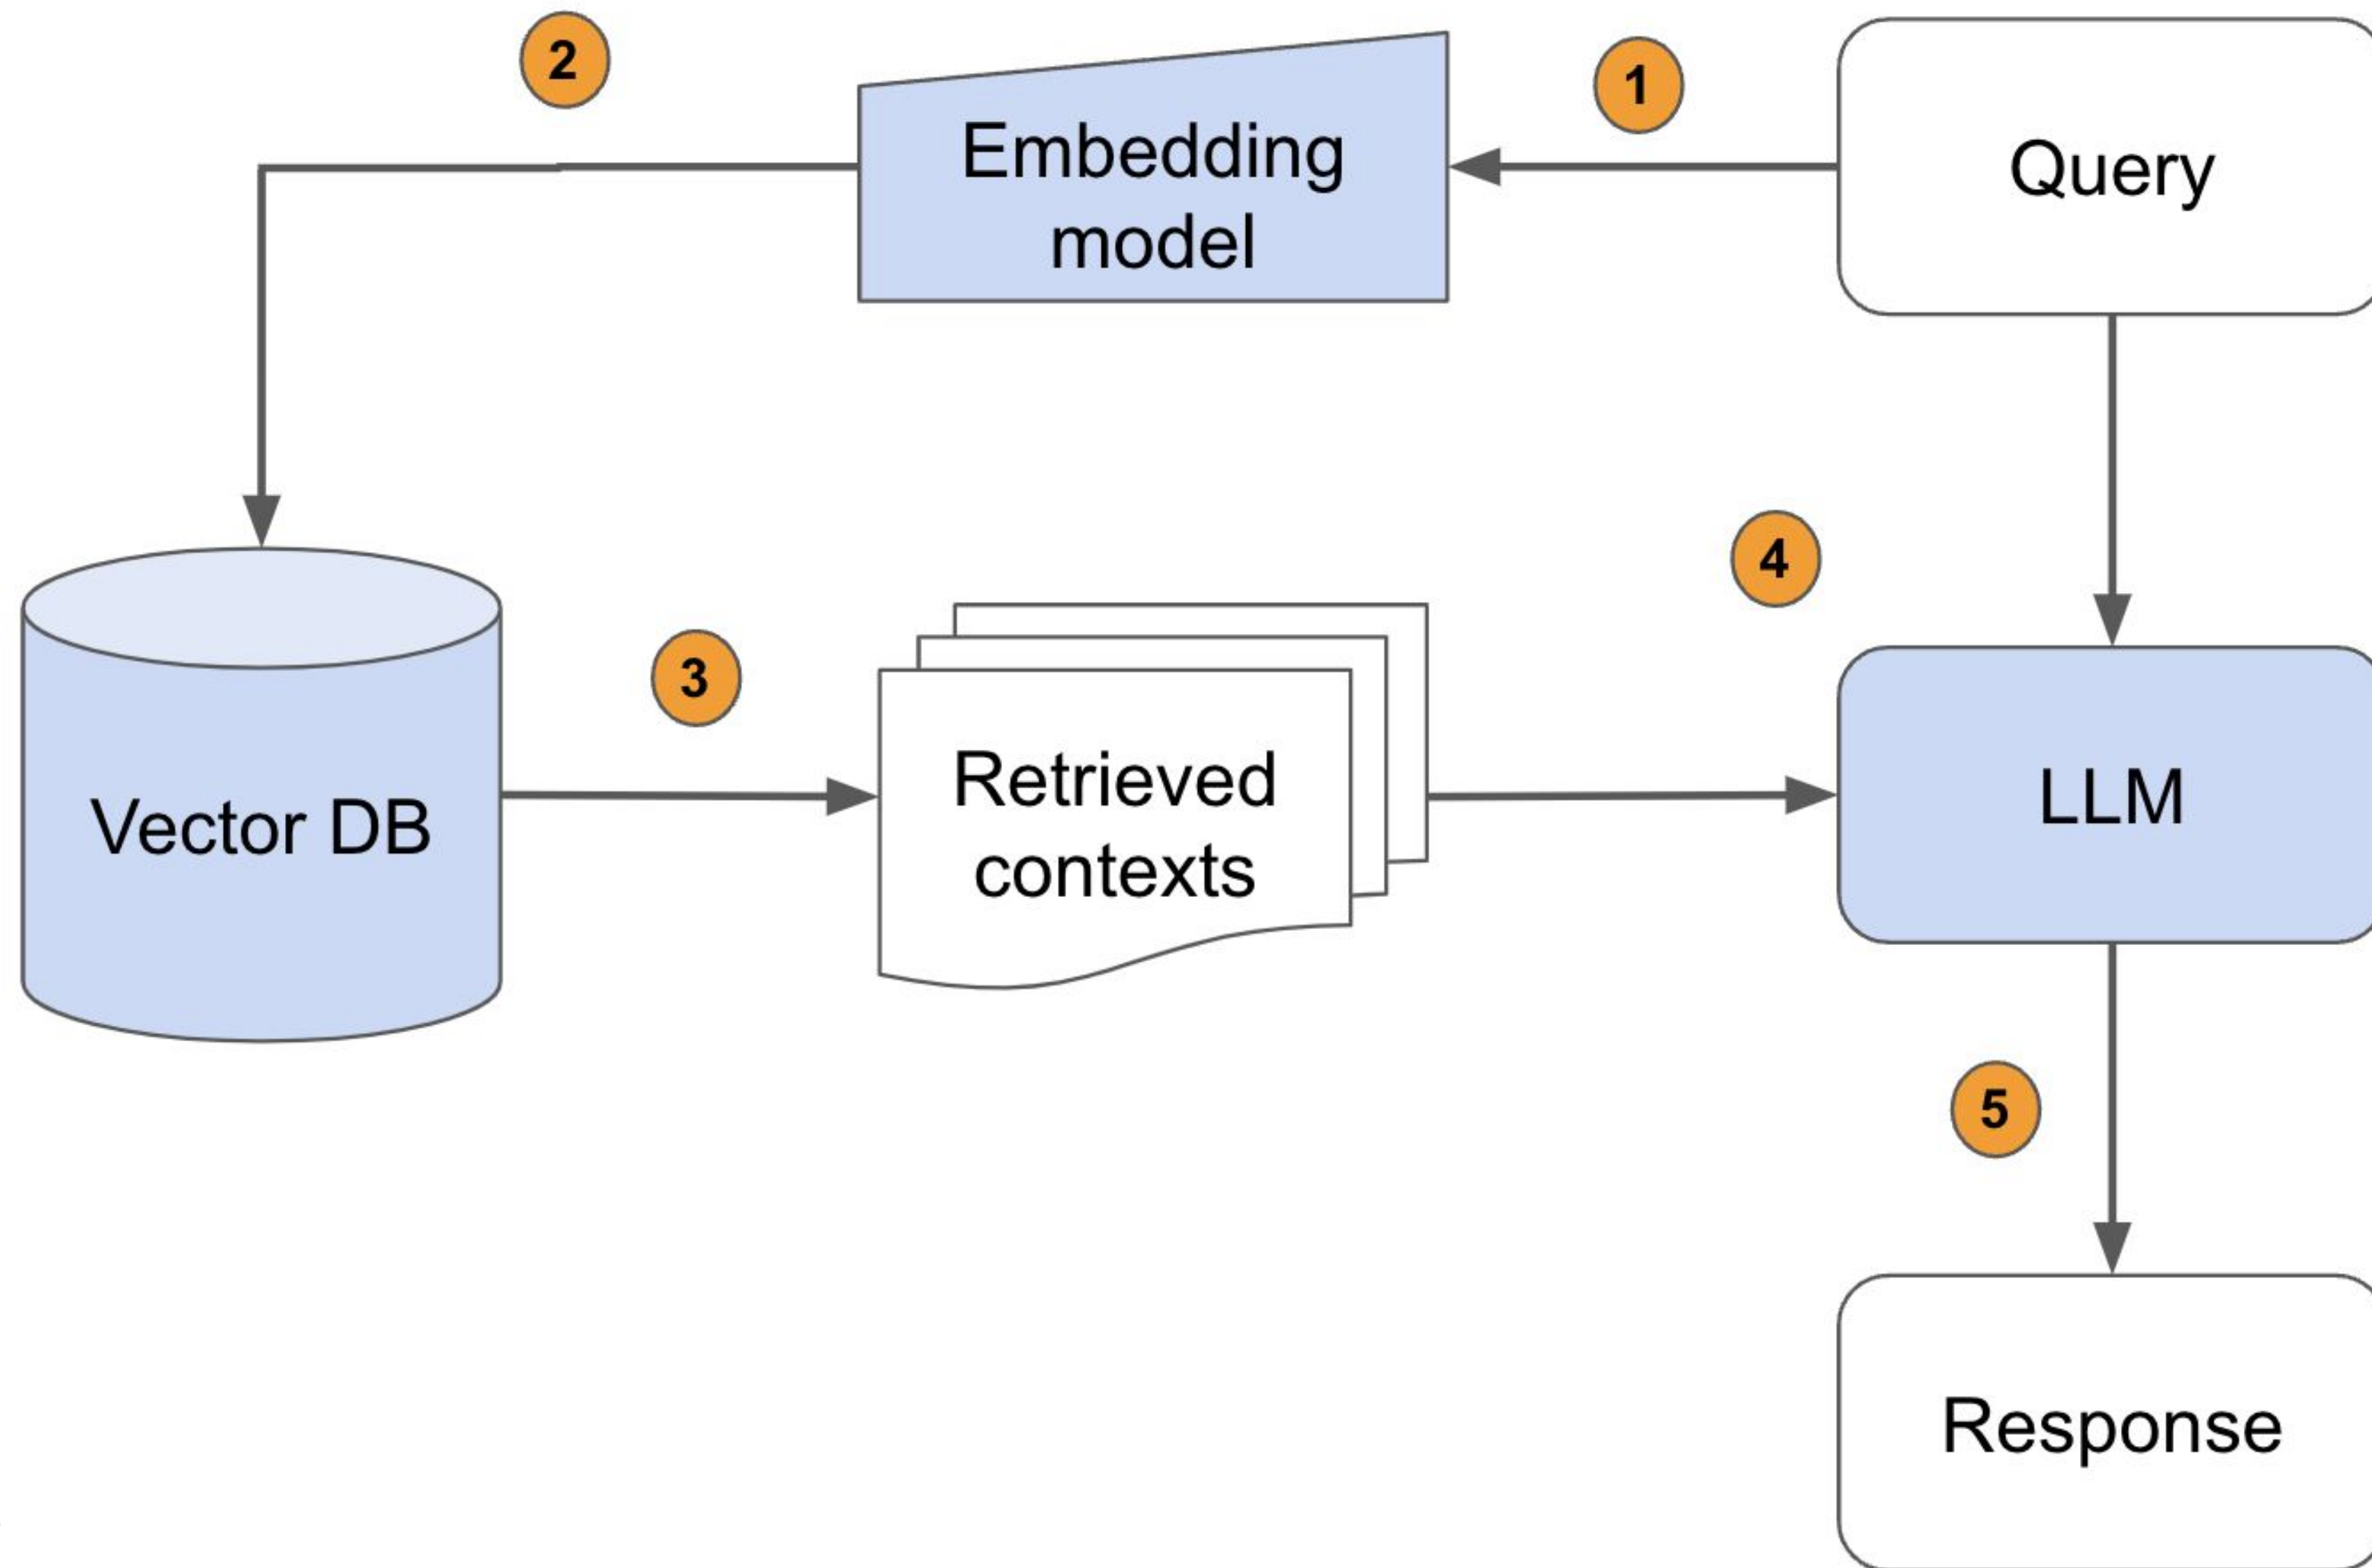 2
1
Embedding
model
Query
4
3
Retrieved
contexts
Vector DB
LLM
5
Response